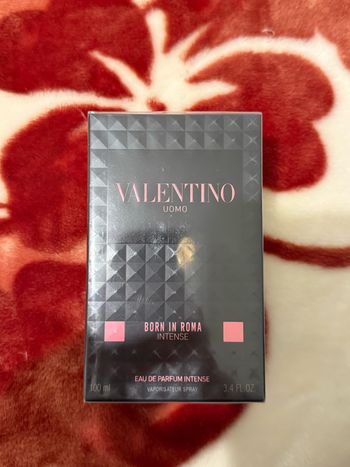 VALENTINO
UOMO
BORN IN ROMA
INTENSE
EAU DE PARFUM INTENSE
100 ml VAPORISATEUR SPRAY 3.4 FL. OZ